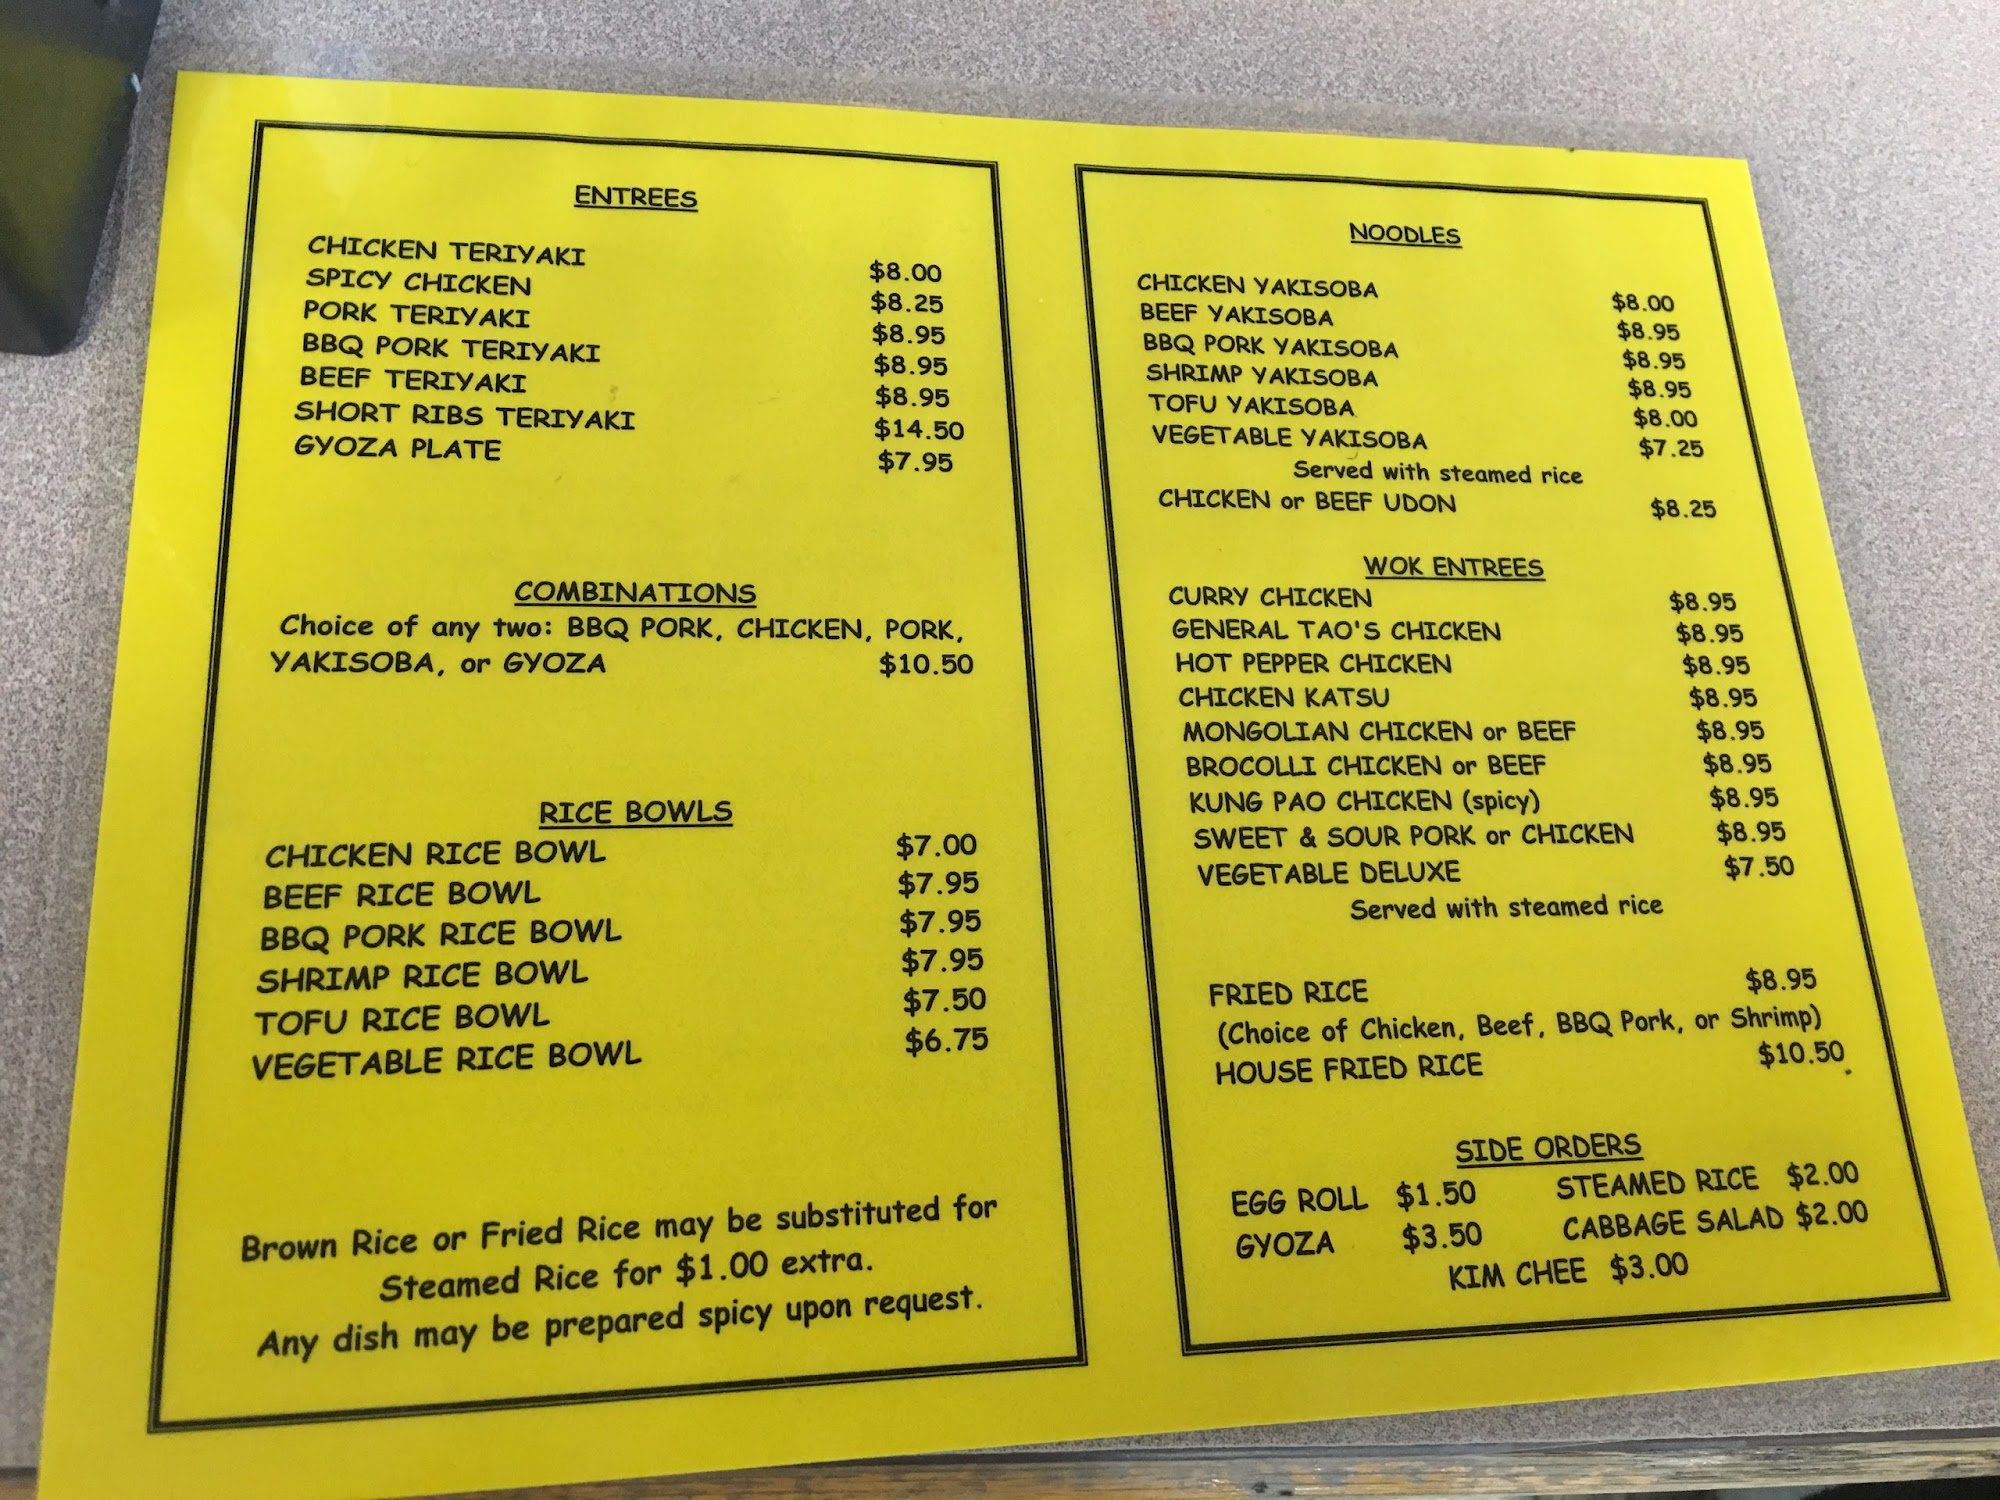 ENTREES
CHICKEN TERIYAKI $8.00
SPICY CHICKEN $8.25
PORK TERIYAKI $8.95
BBQ PORK TERIYAKI $8.95
BEEF TERIYAKI $8.95
SHORT RIBS TERIYAKI $14.50
GYOZA PLATE $7.95
COMBINATIONS
Choice of any two: BBQ PORK, CHICKEN, PORK,
YAKISOBA, or GYOZA $10.50
RICE BOWLS
CHICKEN RICE BOWL $7.00
BEEF RICE BOWL $7.95
BBQ PORK RICE BOWL $7.95
SHRIMP RICE BOWL $7.95
TOFU RICE BOWL $7.50
VEGETABLE RICE BOWL $6.75
Brown Rice or Fried Rice may be substituted for
Steamed Rice for $1.00 extra.
Any dish may be prepared spicy upon request.
NOODLES
CHICKEN YAKISOBA $8.00
BEEF YAKISOBA $8.95
BBQ PORK YAKISOBA $8.95
SHRIMP YAKISOBA $8.95
TOFU YAKISOBA $8.00
VEGETABLE YAKISOBA $7.25
Served with steamed rice
CHICKEN or BEEF UDON $8.25
WOK ENTREES
CURRY CHICKEN $8.95
GENERAL TAO'S CHICKEN $8.95
HOT PEPPER CHICKEN $8.95
CHICKEN KATSU $8.95
MONGOLIAN CHICKEN or BEEF $8.95
BROCOLLI CHICKEN or BEEF $8.95
KUNG PAO CHICKEN (spicy) $8.95
SWEET & SOUR PORK or CHICKEN $8.95
VEGETABLE DELUXE $7.50
Served with steamed rice
FRIED RICE $8.95
(Choice of Chicken, Beef, BBQ Pork, or Shrimp)
HOUSE FRIED RICE $10.50
SIDE ORDERS
EGG ROLL $1.50 STEAMED RICE $2.00
GYOZA $3.50 CABBAGE SALAD $2.00
KIM CHEE $3.00